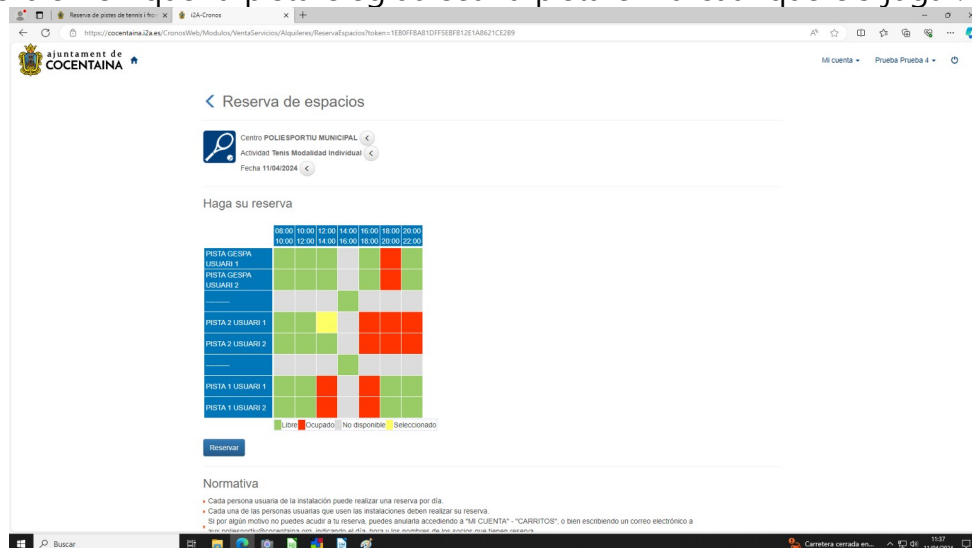 Reserva de pistes de tennis i fron
i2A-Cronos
https://cocentaina.i2a.es/CronosWeb/Modulos/VentaServicios/Alquileres/ReservaEspacios?token=1EB0FFBA81DFF5EBFB12E1A8621CE2B9
ajuntament de
COCENTAINA
Mi cuenta
Prueba Prueba 4
Reserva de espacios
Centro POLIESPORTIU MUNICIPAL
Actividad Tenis Modalidad Individual
Fecha 11/04/2024
Haga su reserva
08:00 10:00 12:00 14:00 16:00 18:00 20:00
10:00 12:00 14:00 16:00 18:00 20:00 22:00
PISTA GESPA
USUARI 1
PISTA GESPA
USUARI 2
----------
PISTA 2 USUARI 1
PISTA 2 USUARI 2
----------
PISTA 1 USUARI 1
PISTA 1 USUARI 2
Libre Ocupado No disponible Seleccionado
Reservar
Normativa
Cada persona usuaria de la instalación puede realizar una reserva por día.
Cada una de las personas usuarias que usen las instalaciones deben realizar su reserva.
Si por algún motivo no puedes acudir a tu reserva, puedes anularla accediendo a "MI CUENTA" - "CARRITOS", o bien escribiendo un correo electrónico a
Buscar
Carretera cerrada en...
11:37